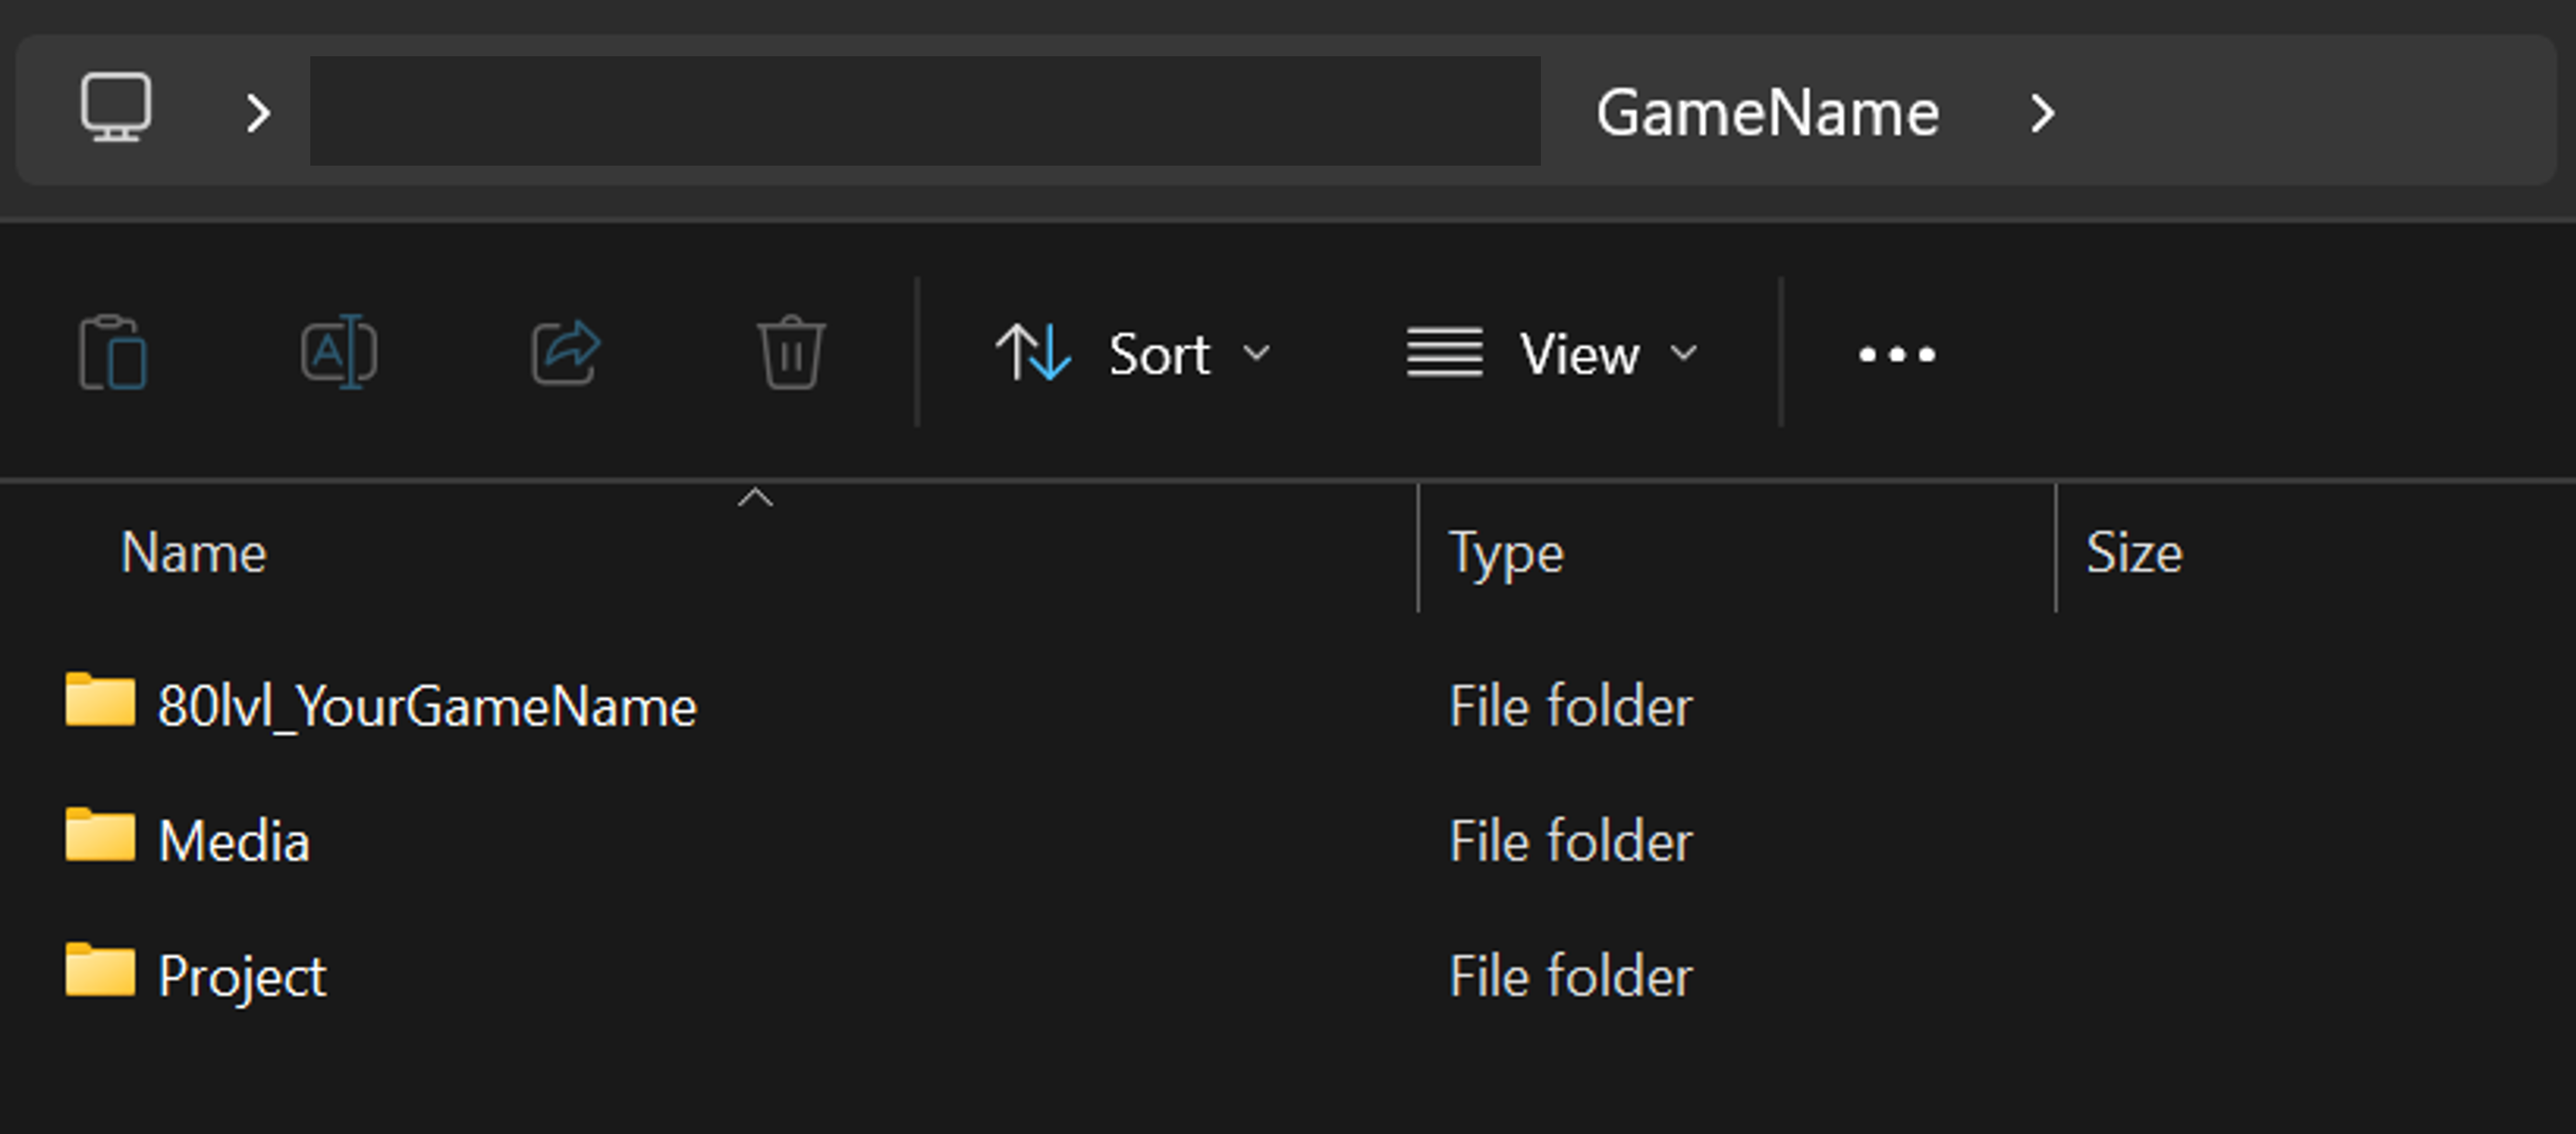 GameName
Sort View
Name Type Size
80lvl_YourGameName File folder
Media File folder
Project File folder